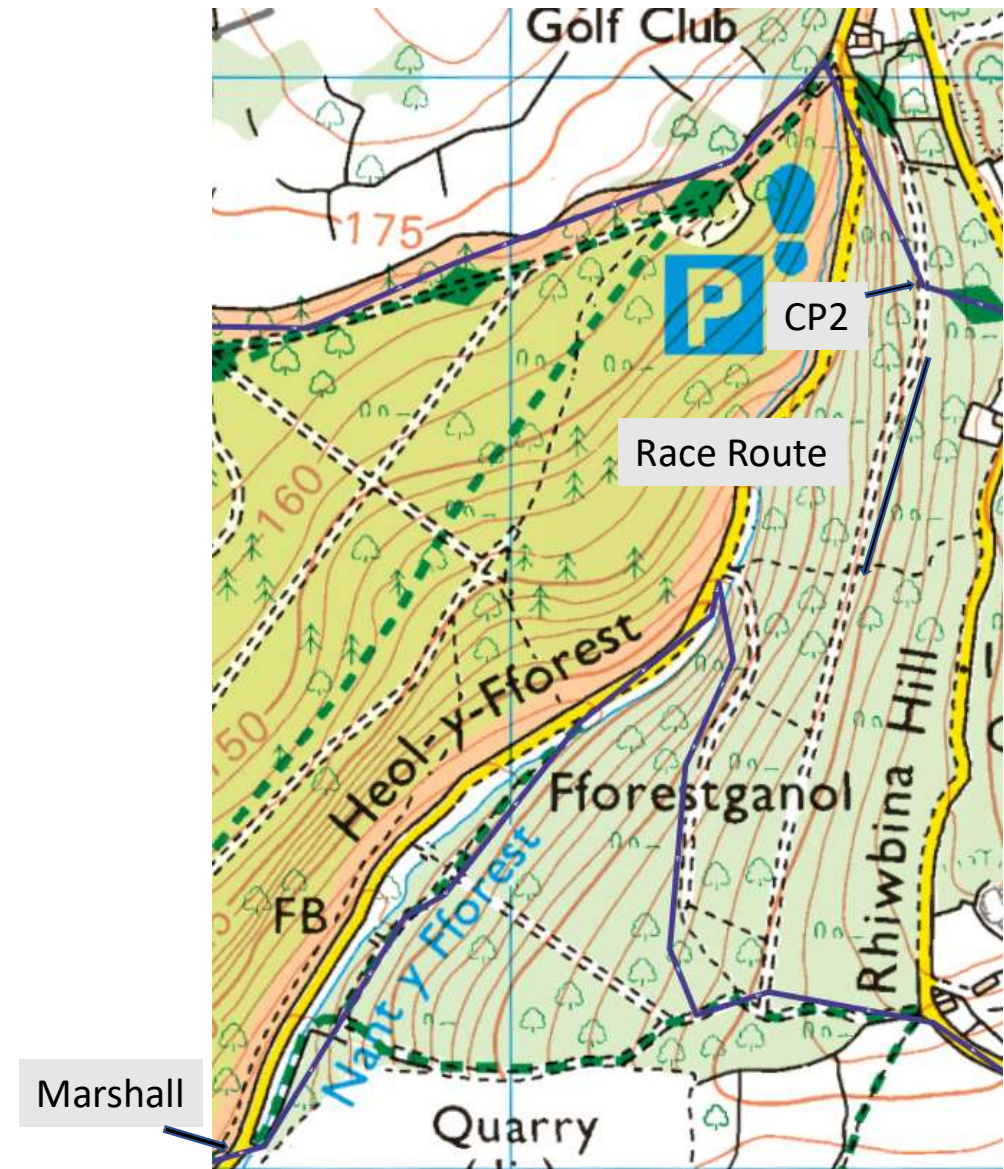 Golf Club
175
P
CP2
Race Route
160
150
Heol-y-Fforest
Fforestganol
Rhiwbina Hill
FB
Nant y Fforest
Marshall
Quarry